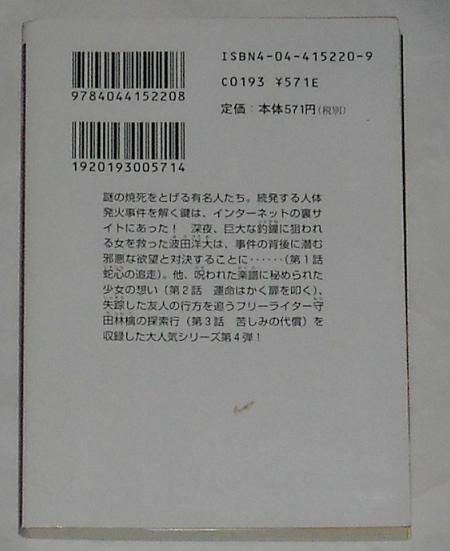 ISBN4-04-415220-9
C0193 ¥571E
定価：本体571円（税別）
9784044152208
1920193005714
謎の焼死をとげる有名人たち。続発する人体
発火事件を解く鍵は、インターネットの裏サ
イトにあった！　深夜、巨大な釣鐘に狙われ
る女を救った波田洋大は、事件の背後に潜む
邪悪な欲望と対決することに……（第１話
蛇心の追走）。他、呪われた楽譜に秘められた
少女の想い（第２話　運命はかく扉を叩く）、
失踪した友人の行方を追うフリーライター守
田林檎の探索行（第３話　苦しみの代償）を
収録した大人気シリーズ第４弾！